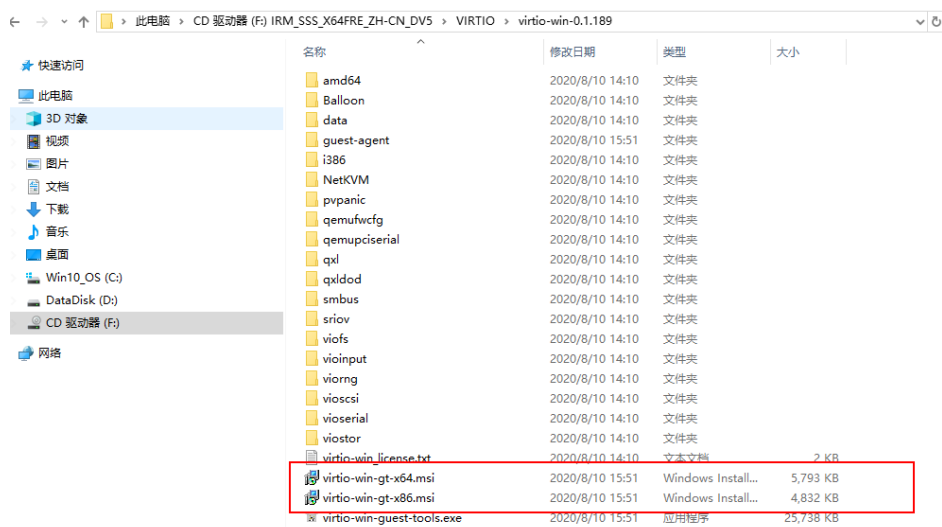 此电脑 › CD 驱动器 (F:) IRM_SSS_X64FRE_ZH-CN_DV5 › VIRTIO › virtio-win-0.1.189
名称 修改日期 类型 大小
快速访问
此电脑
3D 对象
视频
图片
文档
下载
音乐
桌面
Win10_OS (C:)
DataDisk (D:)
CD 驱动器 (F:)
网络
amd64 2020/8/10 14:10 文件夹
Balloon 2020/8/10 14:10 文件夹
data 2020/8/10 14:10 文件夹
guest-agent 2020/8/10 15:51 文件夹
i386 2020/8/10 14:10 文件夹
NetKVM 2020/8/10 14:10 文件夹
pvpanic 2020/8/10 14:10 文件夹
qemufwcfg 2020/8/10 14:10 文件夹
qemupciserial 2020/8/10 14:10 文件夹
qxl 2020/8/10 14:10 文件夹
qxldod 2020/8/10 14:10 文件夹
smbus 2020/8/10 14:10 文件夹
sriov 2020/8/10 14:10 文件夹
viofs 2020/8/10 14:10 文件夹
vioinput 2020/8/10 14:10 文件夹
viorng 2020/8/10 14:10 文件夹
vioscsi 2020/8/10 14:10 文件夹
vioserial 2020/8/10 14:10 文件夹
viostor 2020/8/10 14:10 文件夹
virtio-win_license.txt 2020/8/10 14:10 文本文档 2 KB
virtio-win-gt-x64.msi 2020/8/10 15:51 Windows Install... 5,793 KB
virtio-win-gt-x86.msi 2020/8/10 15:51 Windows Install... 4,832 KB
virtio-win-guest-tools.exe 2020/8/10 15:51 应用程序 25,738 KB